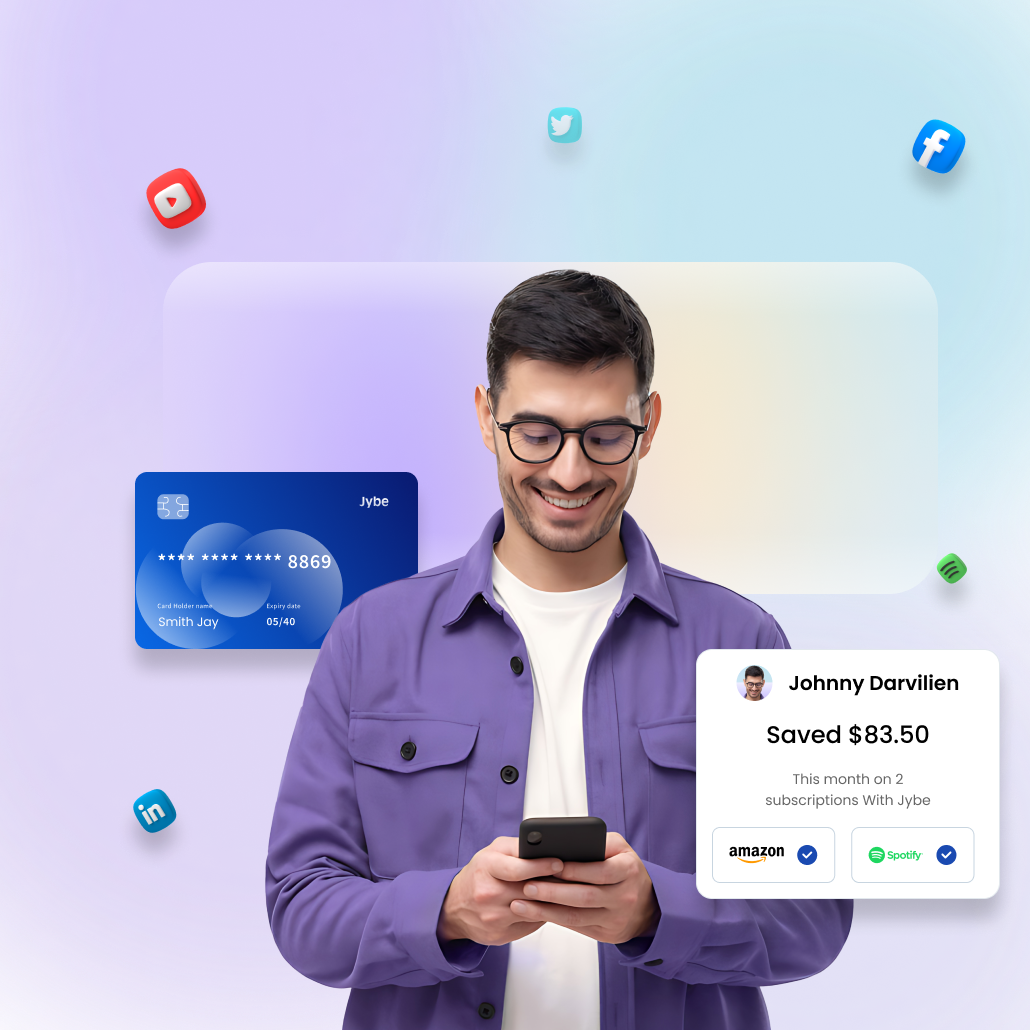 Jybe
**** **** **** 8869
Card Holder name
Expiry date
Smith Jay
05/40
in
Johnny Darvilien
Saved $83.50
This month on 2
subscriptions With Jybe
amazon
Spotify